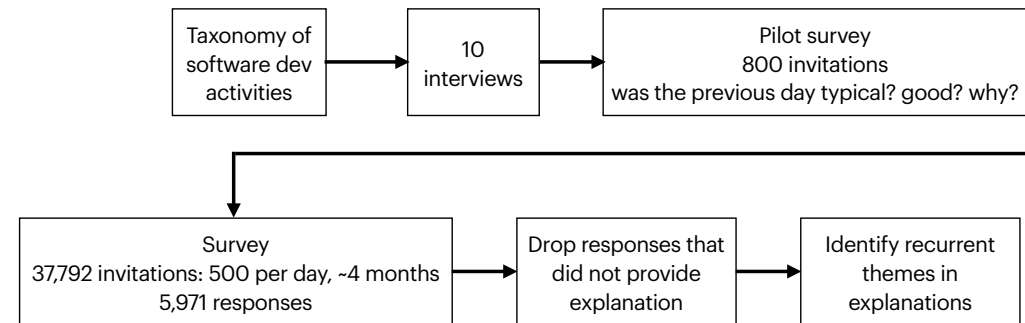 Taxonomy of
software dev
activities
10
interviews
Pilot survey
800 invitations
was the previous day typical? good? why?
Survey
37,792 invitations: 500 per day, ~4 months
5,971 responses
Drop responses that
did not provide
explanation
Identify recurrent
themes in
explanations